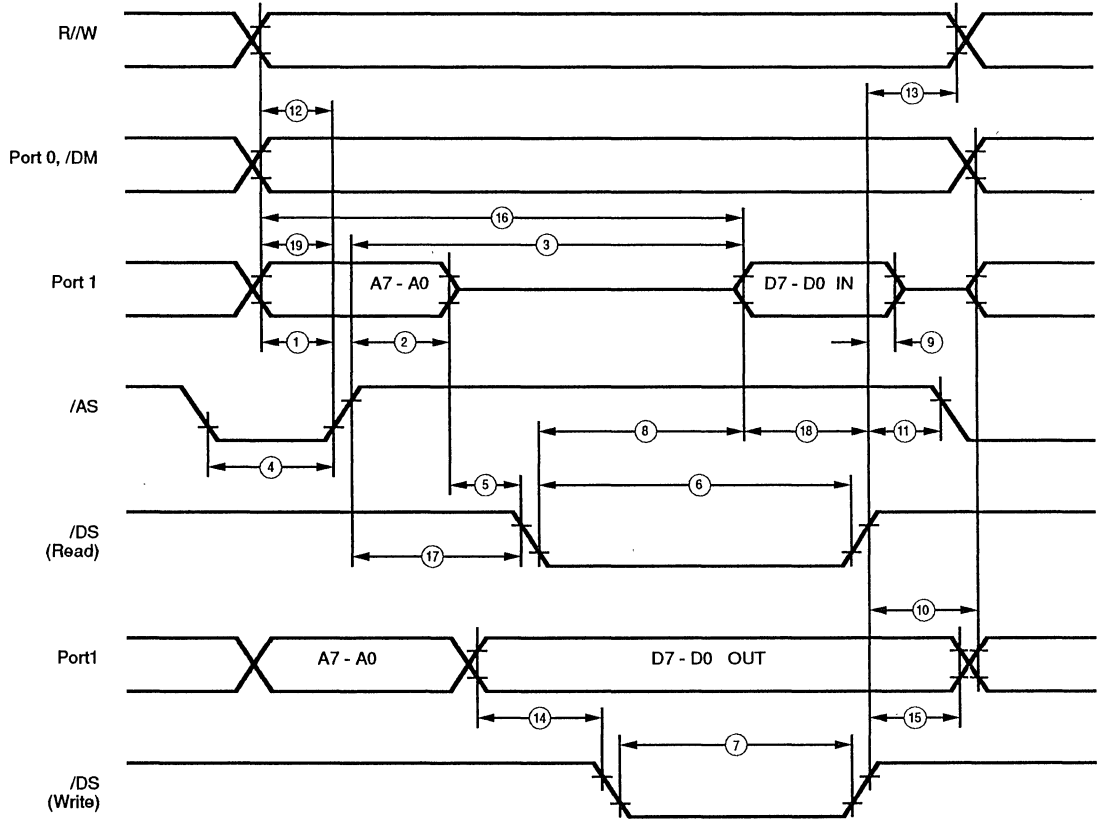 R//W
13
12
Port 0, /DM
16
19
3
Port 1
A7 - A0
D7 - D0 IN
1
2
9
/AS
8
18
11
4
5
6
/DS
(Read)
17
10
Port1
A7 - A0
D7 - D0 OUT
14
15
7
/DS
(Write)